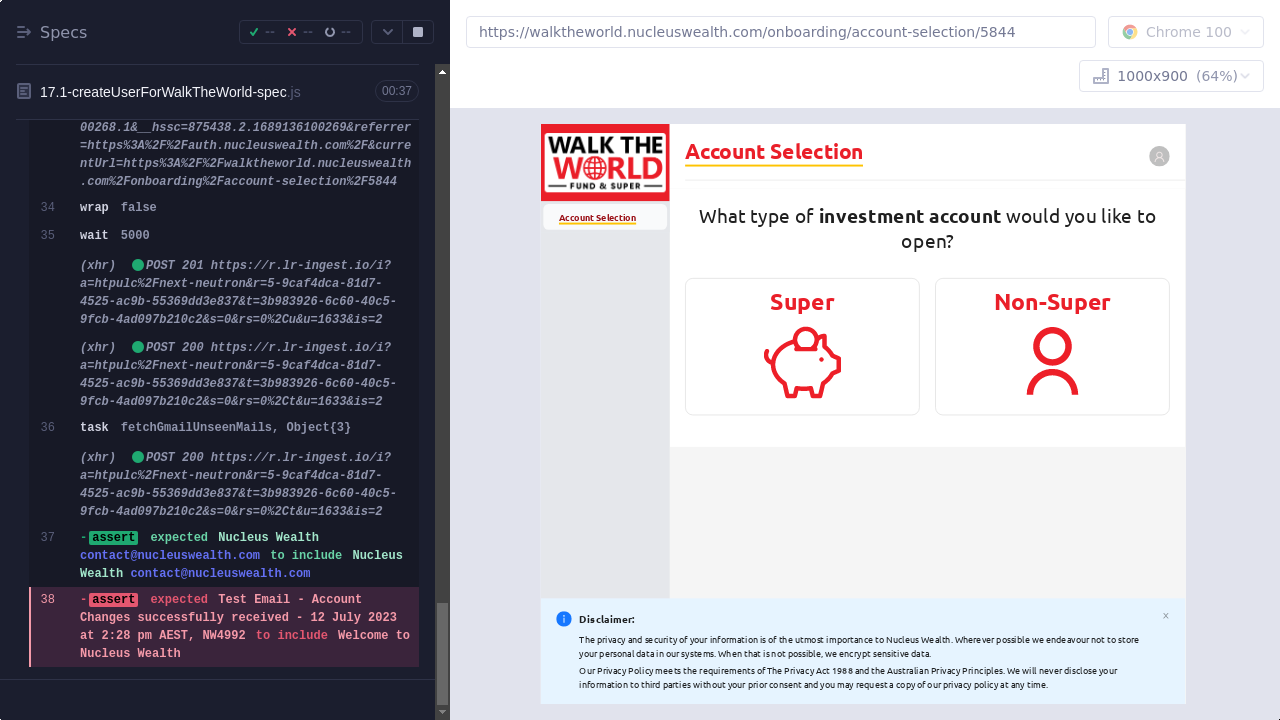 Specs
--
--
--
17.1-createUserForWalkTheWorld-spec.js
00:37
00268.1&__hssc=875438.2.1689136100269&referrer
=https%3A%2F%2Fauth.nucleuswealth.com%2F&curre
ntUrl=https%3A%2F%2Fwalktheworld.nucleuswealth
.com%2Fonboarding%2Faccount-selection%2F5844
34 wrap false
35 wait 5000
(xhr) POST 201 https://r.lr-ingest.io/i?
a=htpulc%2Fnext-neutron&r=5-9caf4dca-81d7-
4525-ac9b-55369dd3e837&t=3b983926-6c60-40c5-
9fcb-4ad097b210c2&s=0&rs=0%2Cu&u=1633&is=2
(xhr) POST 200 https://r.lr-ingest.io/i?
a=htpulc%2Fnext-neutron&r=5-9caf4dca-81d7-
4525-ac9b-55369dd3e837&t=3b983926-6c60-40c5-
9fcb-4ad097b210c2&s=0&rs=0%2Ct&u=1633&is=2
36 task fetchGmailUnseenMails, Object{3}
(xhr) POST 200 https://r.lr-ingest.io/i?
a=htpulc%2Fnext-neutron&r=5-9caf4dca-81d7-
4525-ac9b-55369dd3e837&t=3b983926-6c60-40c5-
9fcb-4ad097b210c2&s=0&rs=0%2Ct&u=1633&is=2
37 -assert expected Nucleus Wealth
contact@nucleuswealth.com to include Nucleus
Wealth contact@nucleuswealth.com
38 -assert expected Test Email - Account
Changes successfully received - 12 July 2023
at 2:28 pm AEST, NW4992 to include Welcome to
Nucleus Wealth
https://walktheworld.nucleuswealth.com/onboarding/account-selection/5844
Chrome 100
1000x900 (64%)
WALK THE
WORLD
FUND & SUPER
Account Selection
Account Selection
What type of investment account would you like to
open?
Super
Non-Super
Disclaimer:
×
The privacy and security of your information is of the utmost importance to Nucleus Wealth. Wherever possible we endeavour not to store
your personal data in our systems. When that is not possible, we encrypt sensitive data.
Our Privacy Policy meets the requirements of The Privacy Act 1988 and the Australian Privacy Principles. We will never disclose your
information to third parties without your prior consent and you may request a copy of our privacy policy at any time.